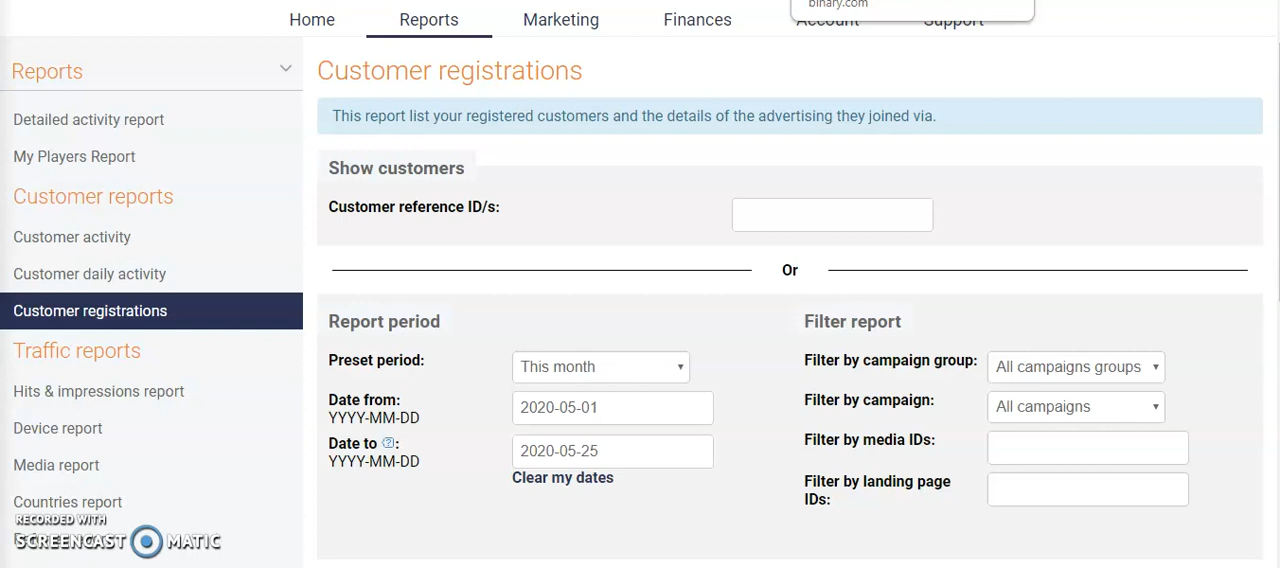 binary.com
Home Reports Marketing Finances Account Support
Reports
Detailed activity report
My Players Report
Customer reports
Customer activity
Customer daily activity
Customer registrations
Traffic reports
Hits & impressions report
Device report
Media report
Countries report
RECORDED WITH
SCREENCAST MATIC
Customer registrations
This report list your registered customers and the details of the advertising they joined via.
Show customers
Customer reference ID/s:
Or
Report period
Preset period: This month
Date from: 2020-05-01
YYYY-MM-DD
Date to ?: 2020-05-25
YYYY-MM-DD
Clear my dates
Filter report
Filter by campaign group: All campaigns groups
Filter by campaign: All campaigns
Filter by media IDs:
Filter by landing page
IDs: